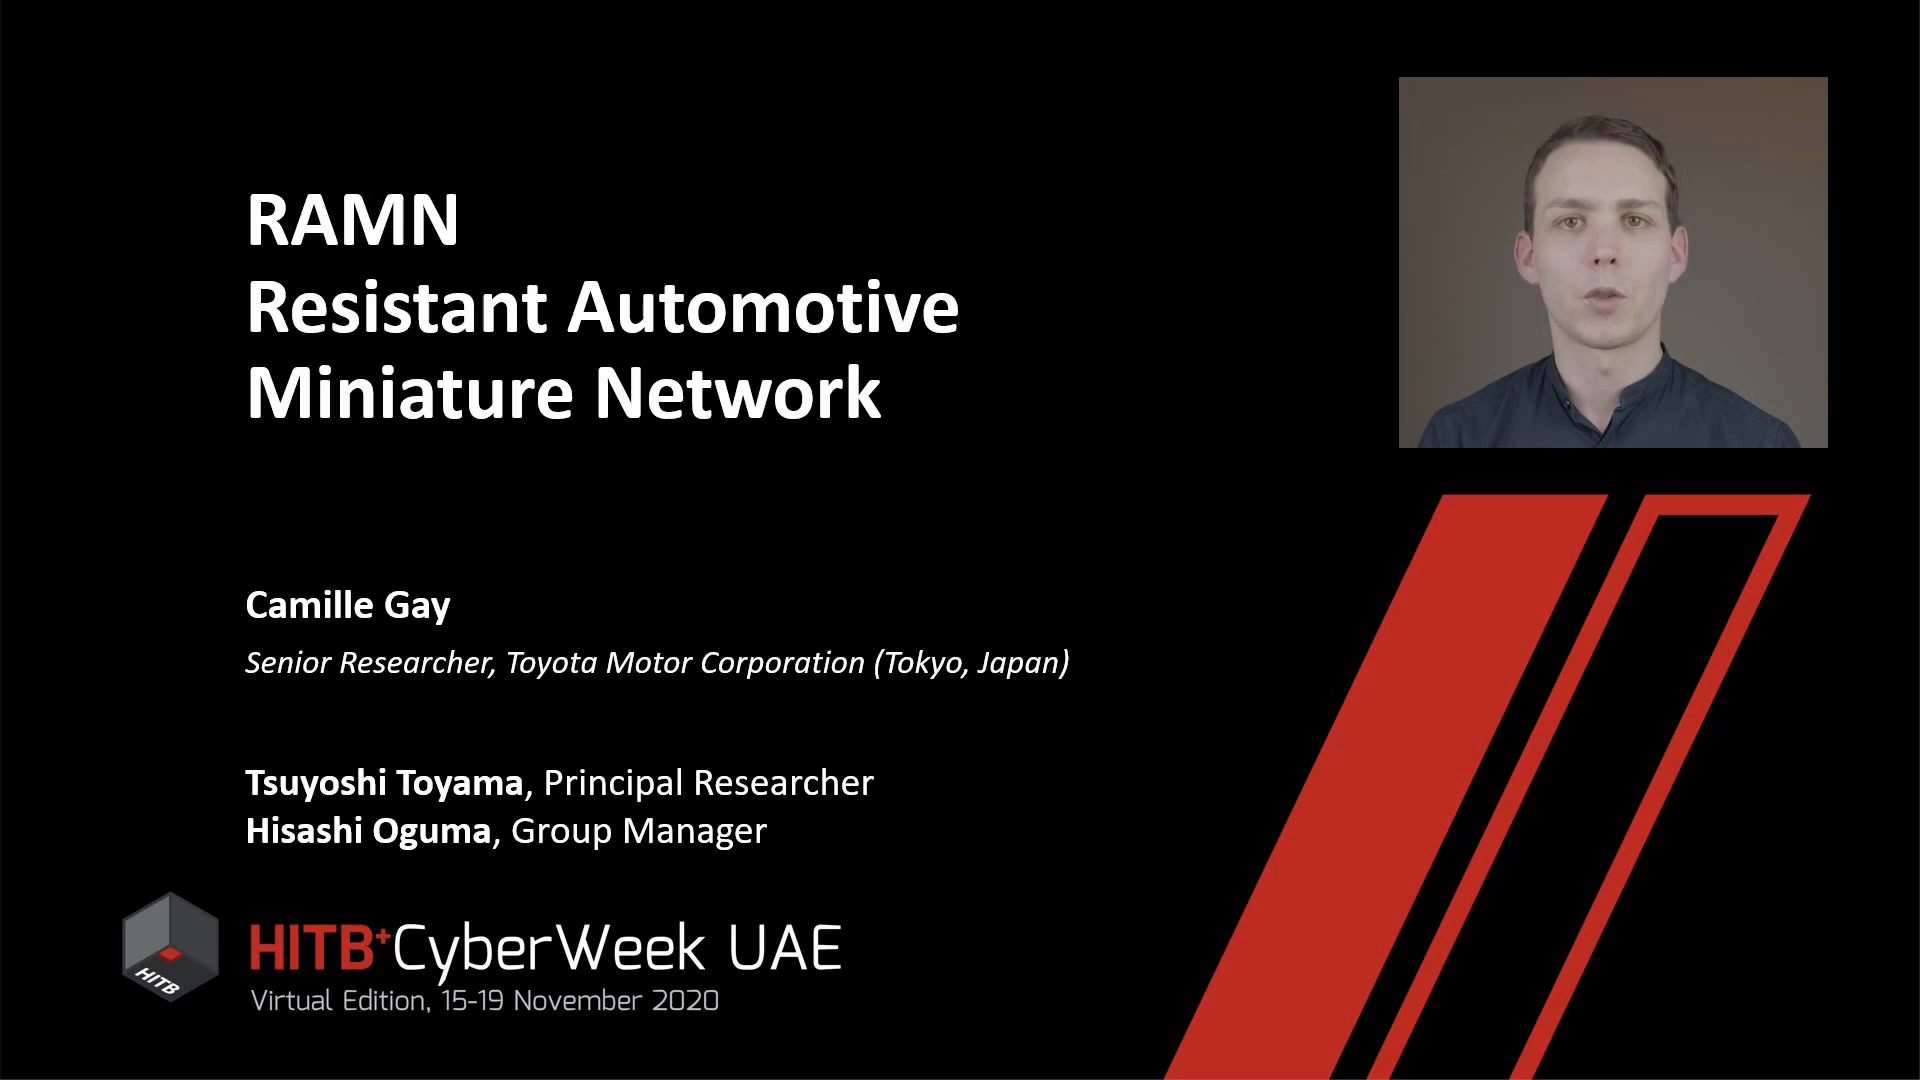 RAMN
Resistant Automotive
Miniature Network
Camille Gay
Senior Researcher, Toyota Motor Corporation (Tokyo, Japan)
Tsuyoshi Toyama, Principal Researcher
Hisashi Oguma, Group Manager
HITB
HITB+CyberWeek UAE
Virtual Edition, 15-19 November 2020